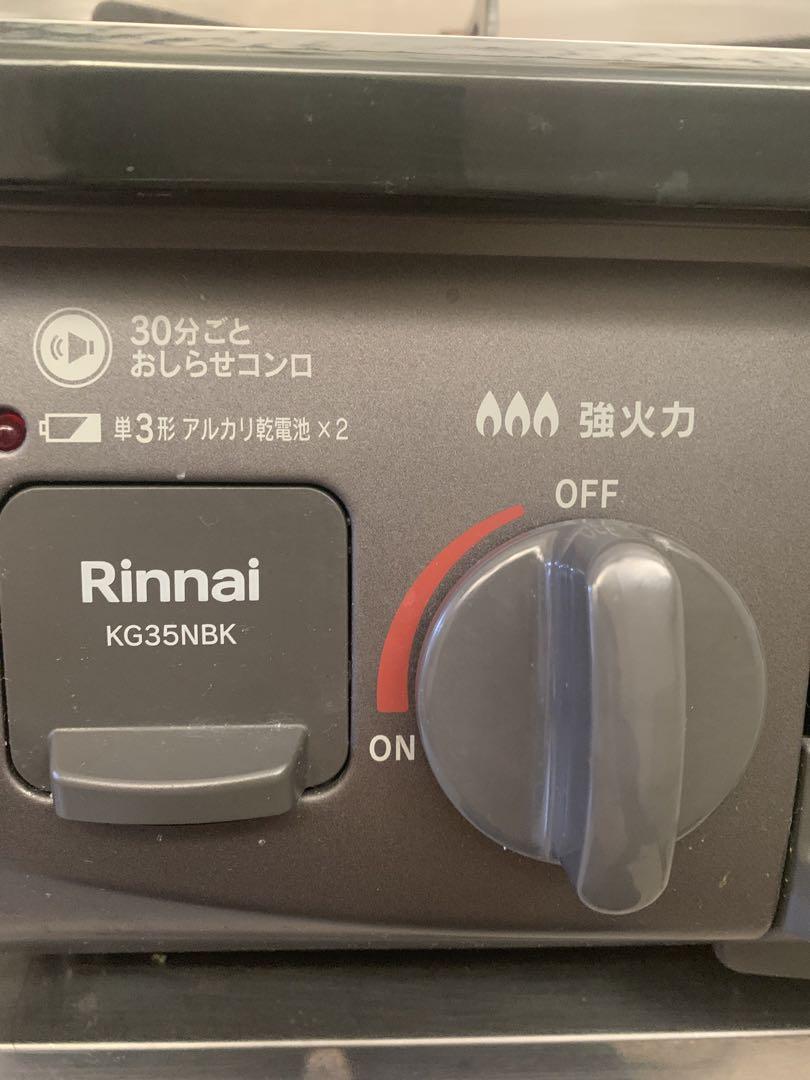 30分ごと
おしらせコンロ
単3形 アルカリ乾電池×2
強火力
OFF
Rinnai
KG35NBK
ON